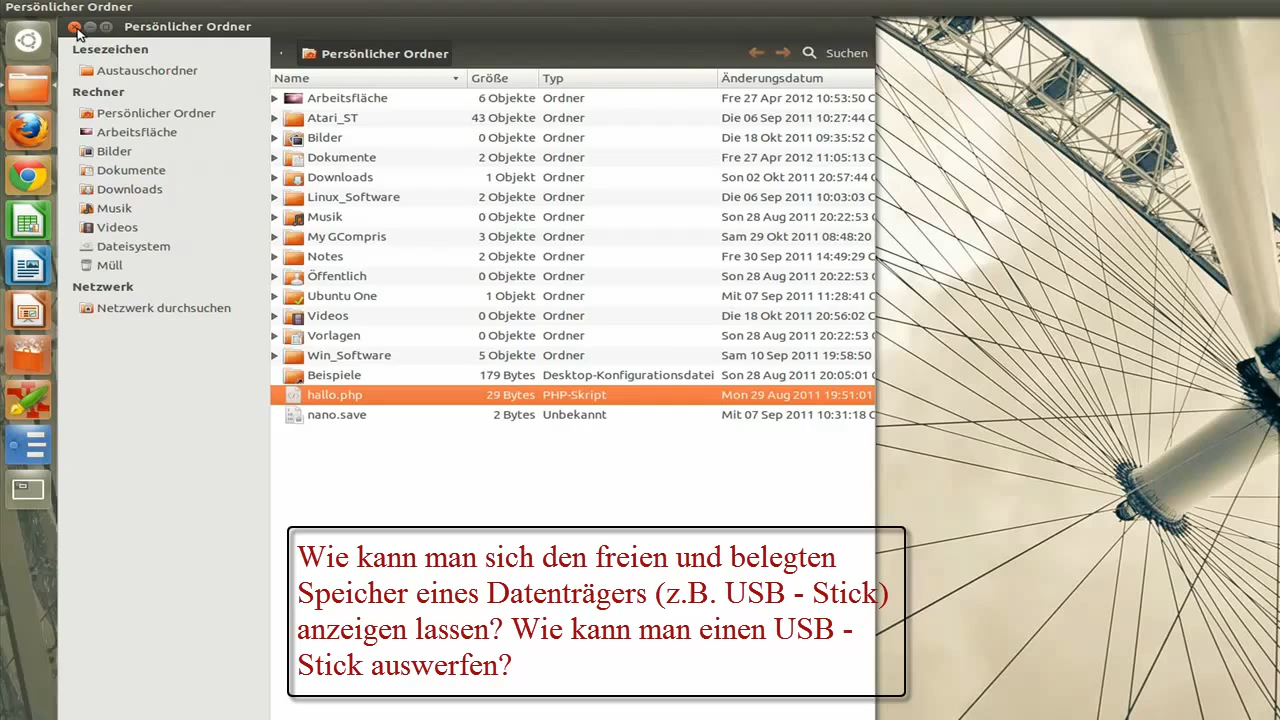 Persönlicher Ordner
Persönlicher Ordner
Lesezeichen
Austauschordner
Rechner
Persönlicher Ordner
Arbeitsfläche
Bilder
Dokumente
Downloads
Musik
Videos
Dateisystem
Müll
Netzwerk
Netzwerk durchsuchen
Persönlicher Ordner Suchen
Name Größe Typ Änderungsdatum
Arbeitsfläche 6 Objekte Ordner Fre 27 Apr 2012 10:53:50 C
Atari_ST 43 Objekte Ordner Die 06 Sep 2011 10:27:44 C
Bilder 0 Objekte Ordner Die 18 Okt 2011 09:35:52 C
Dokumente 2 Objekte Ordner Fre 27 Apr 2012 11:05:13 C
Downloads 1 Objekt Ordner Son 02 Okt 2011 20:57:44 C
Linux_Software 2 Objekte Ordner Die 06 Sep 2011 10:03:03 C
Musik 0 Objekte Ordner Son 28 Aug 2011 20:22:53 C
My GCompris 3 Objekte Ordner Sam 29 Okt 2011 08:48:20
Notes 2 Objekte Ordner Fre 30 Sep 2011 14:49:29 C
Öffentlich 0 Objekte Ordner Son 28 Aug 2011 20:22:53 C
Ubuntu One 1 Objekt Ordner Mit 07 Sep 2011 11:28:41 C
Videos 0 Objekte Ordner Die 18 Okt 2011 20:56:02 C
Vorlagen 0 Objekte Ordner Son 28 Aug 2011 20:22:53 C
Win_Software 5 Objekte Ordner Sam 10 Sep 2011 19:58:50
Beispiele 179 Bytes Desktop-Konfigurationsdatei Son 28 Aug 2011 20:05:01 C
hallo.php 29 Bytes PHP-Skript Mon 29 Aug 2011 19:51:01
nano.save 2 Bytes Unbekannt Mit 07 Sep 2011 10:31:18 C
Wie kann man sich den freien und belegten
Speicher eines Datenträgers (z.B. USB - Stick)
anzeigen lassen? Wie kann man einen USB -
Stick auswerfen?